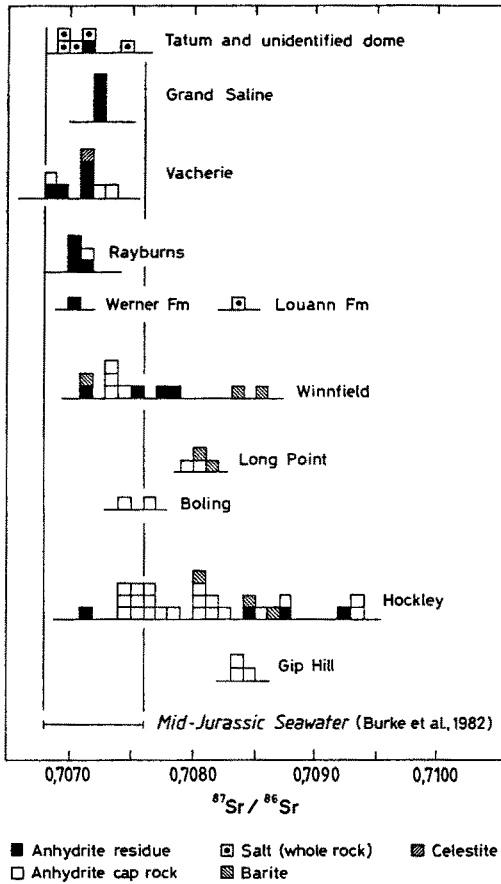 Tatum and unidentified dome
Grand Saline
Vacherie
Rayburns
Werner Fm
Louann Fm
Winnfield
Long Point
Boling
Hockley
Gip Hill
Mid-Jurassic Seawater (Burke et al., 1982)
0,7070 0,7080 0,7090 0,7100
⁸⁷Sr / ⁸⁶Sr
Anhydrite residue Salt (whole rock) Celestite
Anhydrite cap rock Barite